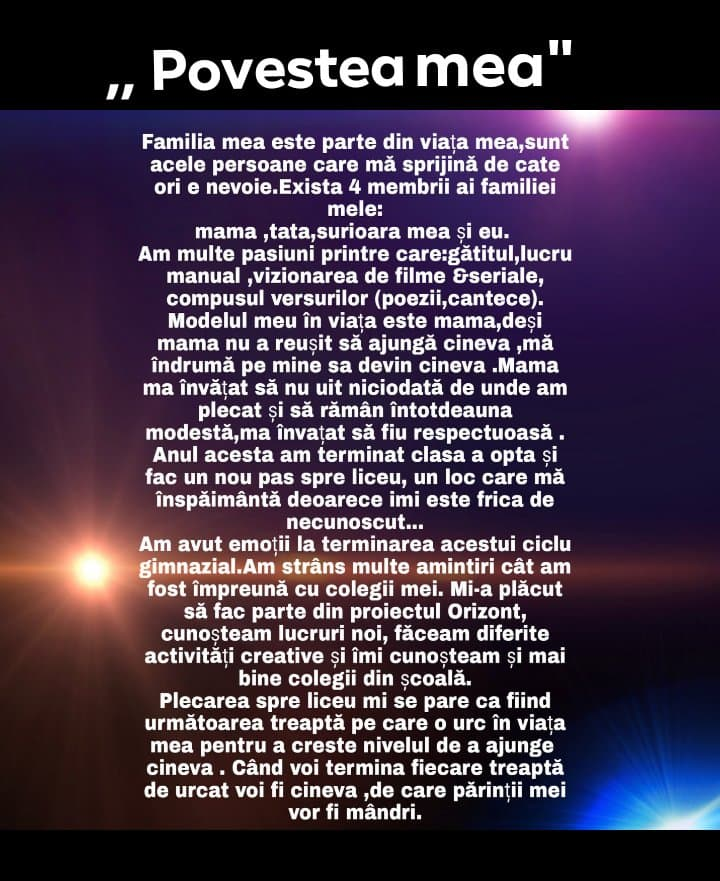 ,, Povestea mea"
Familia mea este parte din viața mea,sunt
acele persoane care mă sprijină de cate
ori e nevoie.Exista 4 membrii ai familiei
mele:
mama ,tata,surioara mea și eu.
Am multe pasiuni printre care:gătitul,lucru
manual ,vizionarea de filme &seriale,
compusul versurilor (poezii,cantece).
Modelul meu în viața este mama,deși
mama nu a reușit să ajungă cineva ,mă
îndrumă pe mine sa devin cineva .Mama
ma învățat să nu uit niciodată de unde am
plecat și să rămân întotdeauna
modestă,ma învațat să fiu respectuoasă .
Anul acesta am terminat clasa a opta și
fac un nou pas spre liceu, un loc care mă
înspăimântă deoarece imi este frica de
necunoscut...
Am avut emoții la terminarea acestui ciclu
gimnazial.Am strâns multe amintiri cât am
fost împreună cu colegii mei. Mi-a plăcut
să fac parte din proiectul Orizont,
cunoșteam lucruri noi, făceam diferite
activități creative și îmi cunoșteam și mai
bine colegii din școală.
Plecarea spre liceu mi se pare ca fiind
următoarea treaptă pe care o urc în viața
mea pentru a creste nivelul de a ajunge
cineva . Când voi termina fiecare treaptă
de urcat voi fi cineva ,de care părinții mei
vor fi mândri.